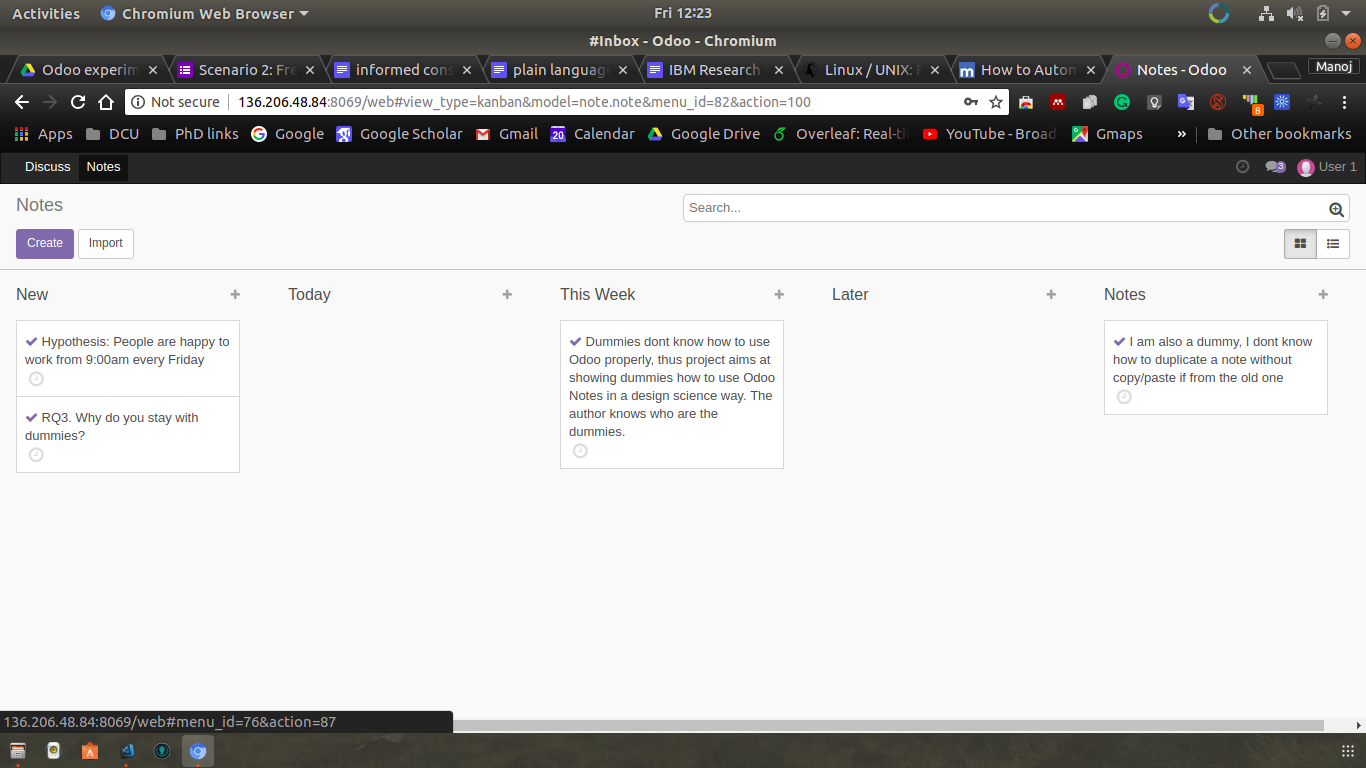 Activities Chromium Web Browser Fri 12:23
#Inbox - Odoo - Chromium
Odoo experim Scenario 2: Fre informed cons plain language IBM Research Linux / UNIX: How to Autom Notes - Odoo Manoj
Not secure 136.206.48.84:8069/web#view_type=kanban&model=note.note&menu_id=82&action=100 8
Apps DCU PhD links Google Google Scholar Gmail 20 Calendar Google Drive Overleaf: Real-ti YouTube - Broad Gmaps » Other bookmarks
Discuss Notes 3 User 1
Notes Search...
Create Import
New + Today + This Week + Later + Notes +
Hypothesis: People are happy to
work from 9:00am every Friday
RQ3. Why do you stay with
dummies?
Dummies dont know how to use
Odoo properly, thus project aims at
showing dummies how to use Odoo
Notes in a design science way. The
author knows who are the
dummies.
I am also a dummy, I dont know
how to duplicate a note without
copy/paste if from the old one
136.206.48.84:8069/web#menu_id=76&action=87